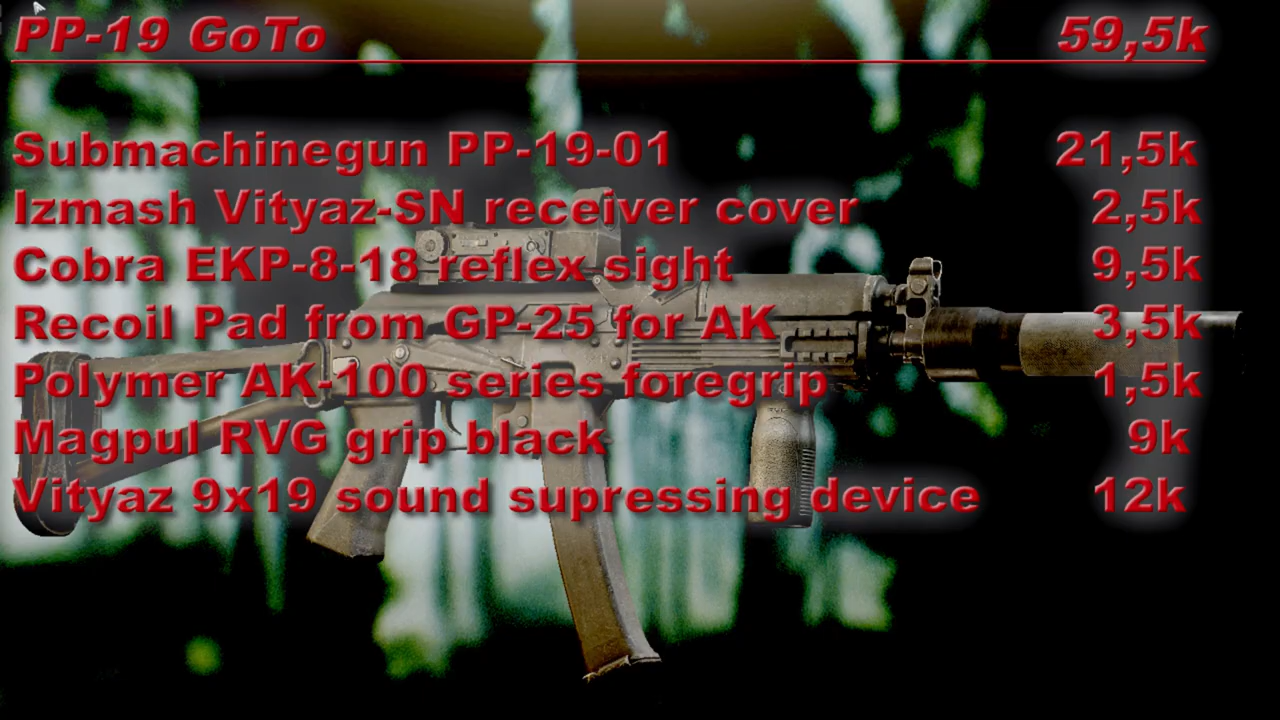 PP-19 GoTo 59,5k
Submachinegun PP-19-01 21,5k
Izmash Vityaz-SN receiver cover 2,5k
Cobra EKP-8-18 reflex sight 9,5k
Recoil Pad from GP-25 for AK 3,5k
Polymer AK-100 series foregrip 1,5k
Magpul RVG grip black 9k
Vityaz 9x19 sound supressing device 12k